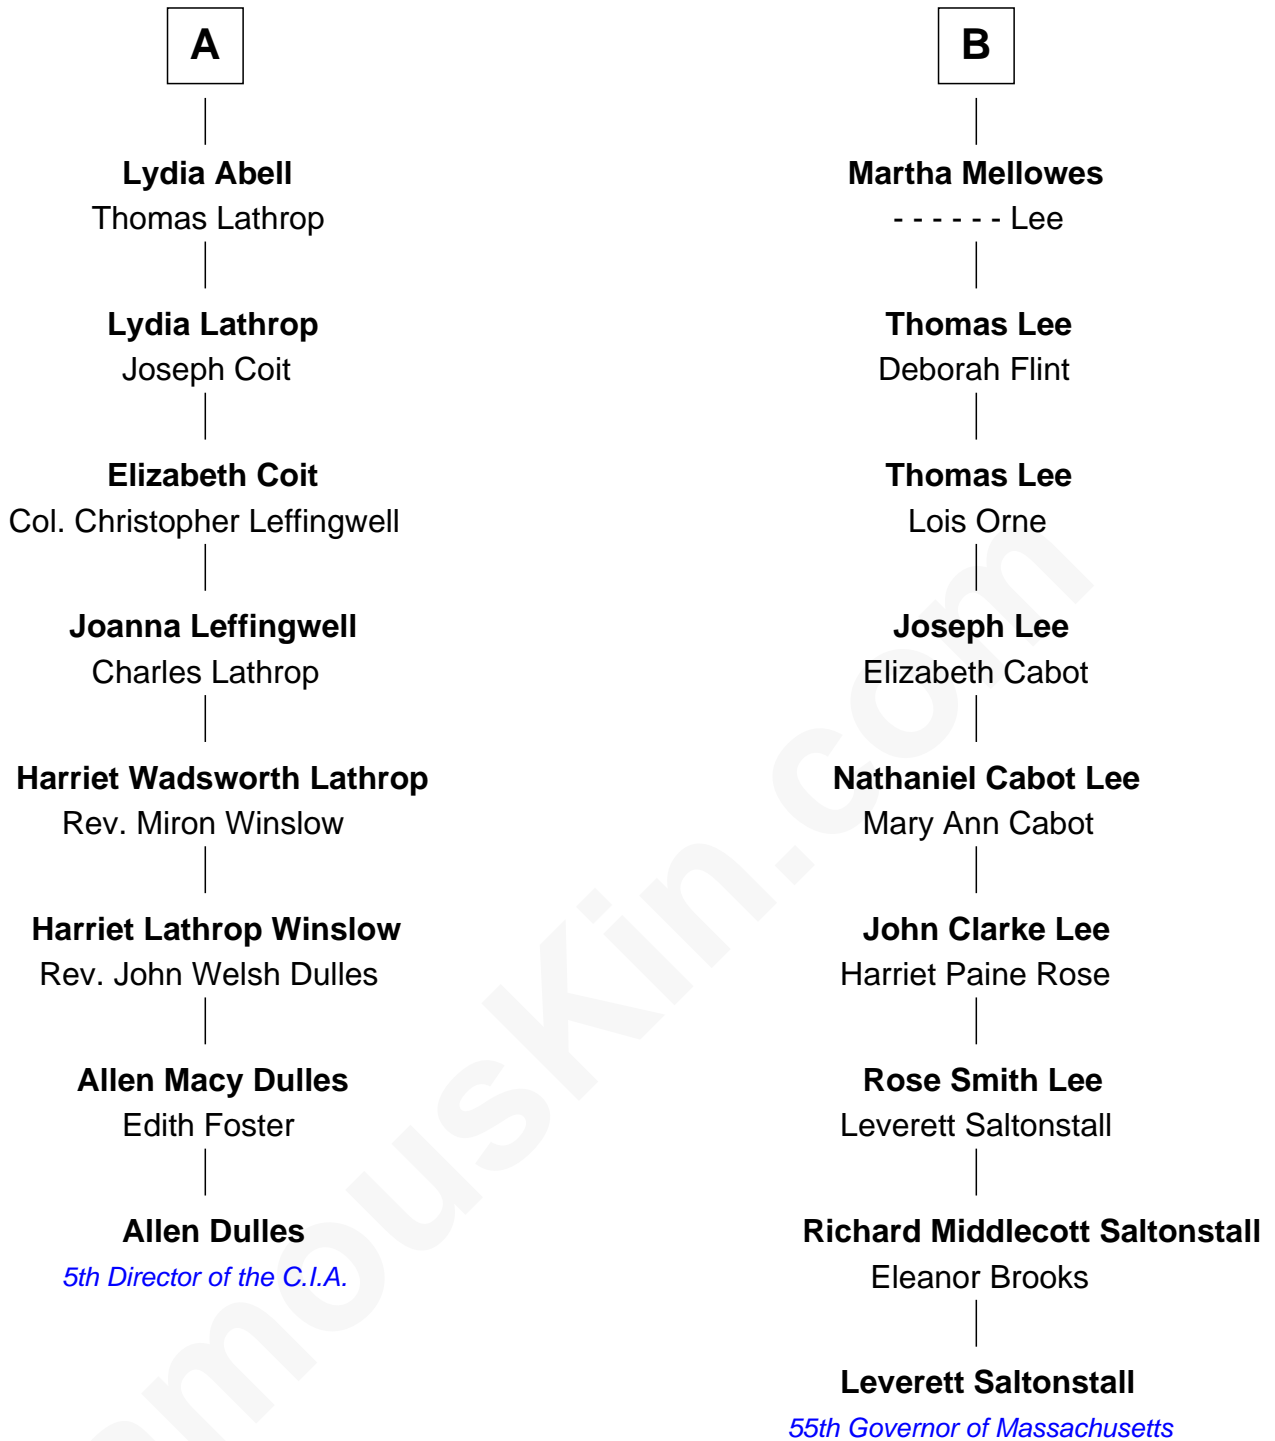 A
Lydia Abell
Thomas Lathrop
Lydia Lathrop
Joseph Coit
Elizabeth Coit
Col. Christopher Leffingwell
Joanna Leffingwell
Charles Lathrop
Harriet Wadsworth Lathrop
Rev. Miron Winslow
Harriet Lathrop Winslow
Rev. John Welsh Dulles
Allen Macy Dulles
Edith Foster
Allen Dulles
5th Director of the C.I.A.
B
Martha Mellowes
- - - - - - Lee
Thomas Lee
Deborah Flint
Thomas Lee
Lois Orne
Joseph Lee
Elizabeth Cabot
Nathaniel Cabot Lee
Mary Ann Cabot
John Clarke Lee
Harriet Paine Rose
Rose Smith Lee
Leverett Saltonstall
Richard Middlecott Saltonstall
Eleanor Brooks
Leverett Saltonstall
55th Governor of Massachusetts
amousKin.com